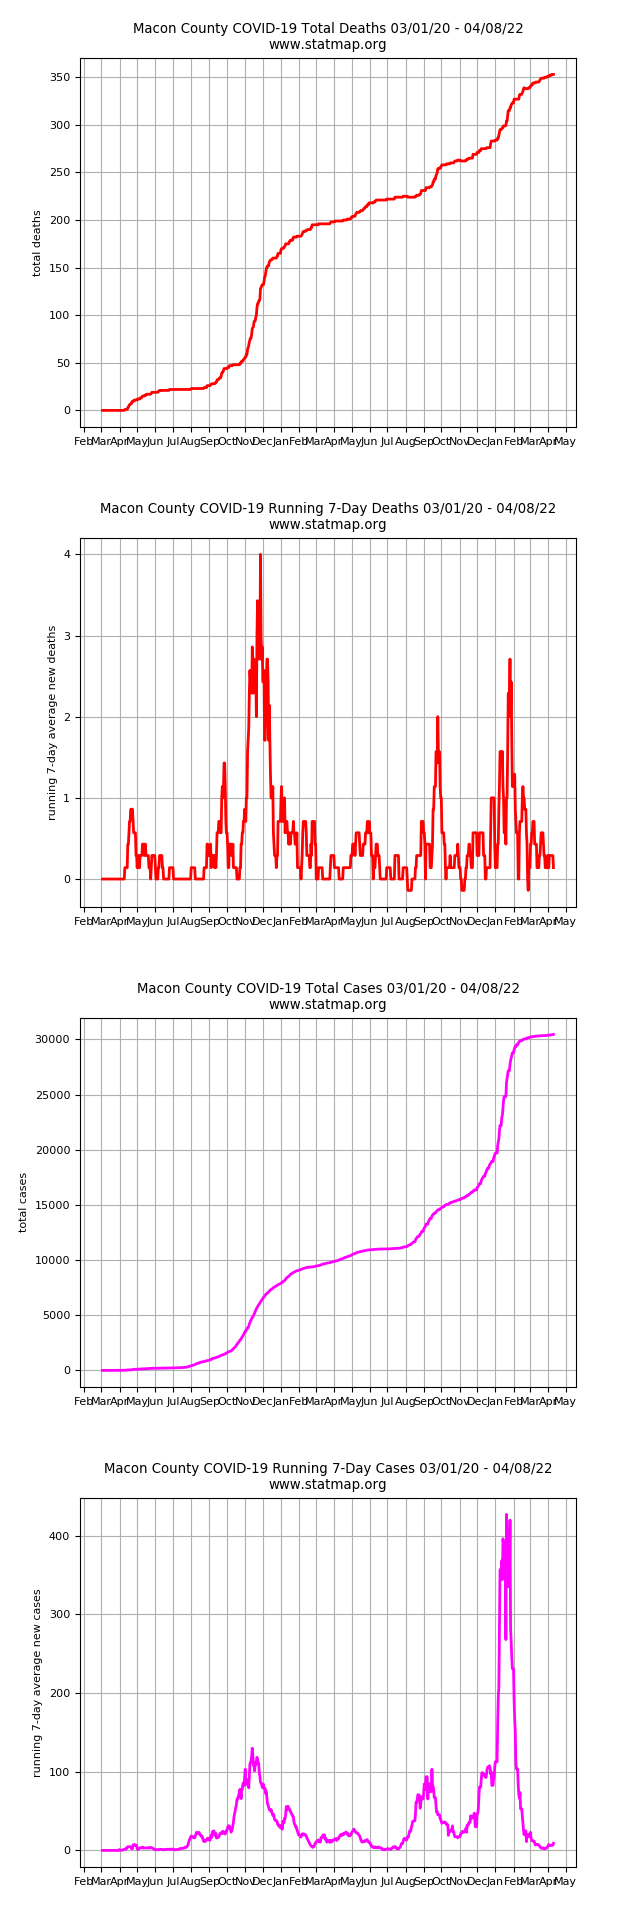 Macon County COVID-19 Total Deaths 03/01/20 - 04/08/22
www.statmap.org
350
300
250
200
150
100
50
0
total deaths
Feb Mar Apr May Jun Jul Aug Sep Oct Nov Dec Jan Feb Mar Apr May Jun Jul Aug Sep Oct Nov Dec Jan Feb Mar Apr May
Macon County COVID-19 Running 7-Day Deaths 03/01/20 - 04/08/22
www.statmap.org
4
3
2
1
0
running 7-day average new deaths
Feb Mar Apr May Jun Jul Aug Sep Oct Nov Dec Jan Feb Mar Apr May Jun Jul Aug Sep Oct Nov Dec Jan Feb Mar Apr May
Macon County COVID-19 Total Cases 03/01/20 - 04/08/22
www.statmap.org
30000
25000
20000
15000
10000
5000
0
total cases
Feb Mar Apr May Jun Jul Aug Sep Oct Nov Dec Jan Feb Mar Apr May Jun Jul Aug Sep Oct Nov Dec Jan Feb Mar Apr May
Macon County COVID-19 Running 7-Day Cases 03/01/20 - 04/08/22
www.statmap.org
400
300
200
100
0
running 7-day average new cases
Feb Mar Apr May Jun Jul Aug Sep Oct Nov Dec Jan Feb Mar Apr May Jun Jul Aug Sep Oct Nov Dec Jan Feb Mar Apr May